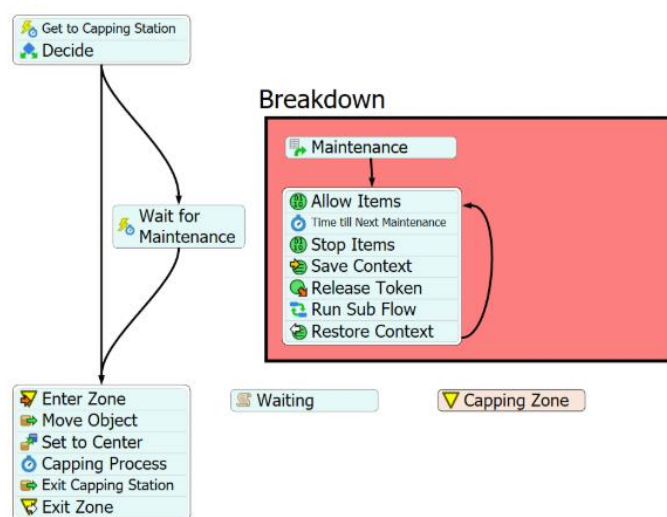 Get to Capping Station
Decide
Breakdown
Maintenance
Wait for
Maintenance
Allow Items
Time till Next Maintenance
Stop Items
Save Context
Release Token
Run Sub Flow
Restore Context
Enter Zone
Move Object
Set to Center
Capping Process
Exit Capping Station
Exit Zone
Waiting
Capping Zone